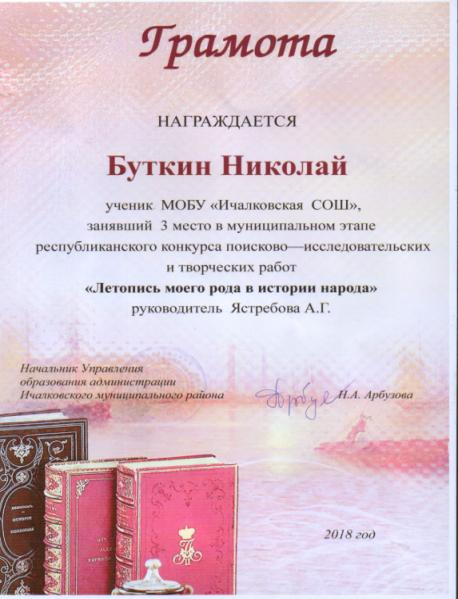 Грамота
НАГРАЖДАЕТСЯ
Буткин Николай
ученик МОБУ «Ичалковская СОШ»,
занявший 3 место в муниципальном этапе
республиканского конкурса поисково—исследовательских
и творческих работ
«Летопись моего рода в истории народа»
руководитель Ястребова А.Г.
Начальник Управления
образования администрации
Ичалковского муниципального района
Н.А. Арбузова
2018 год